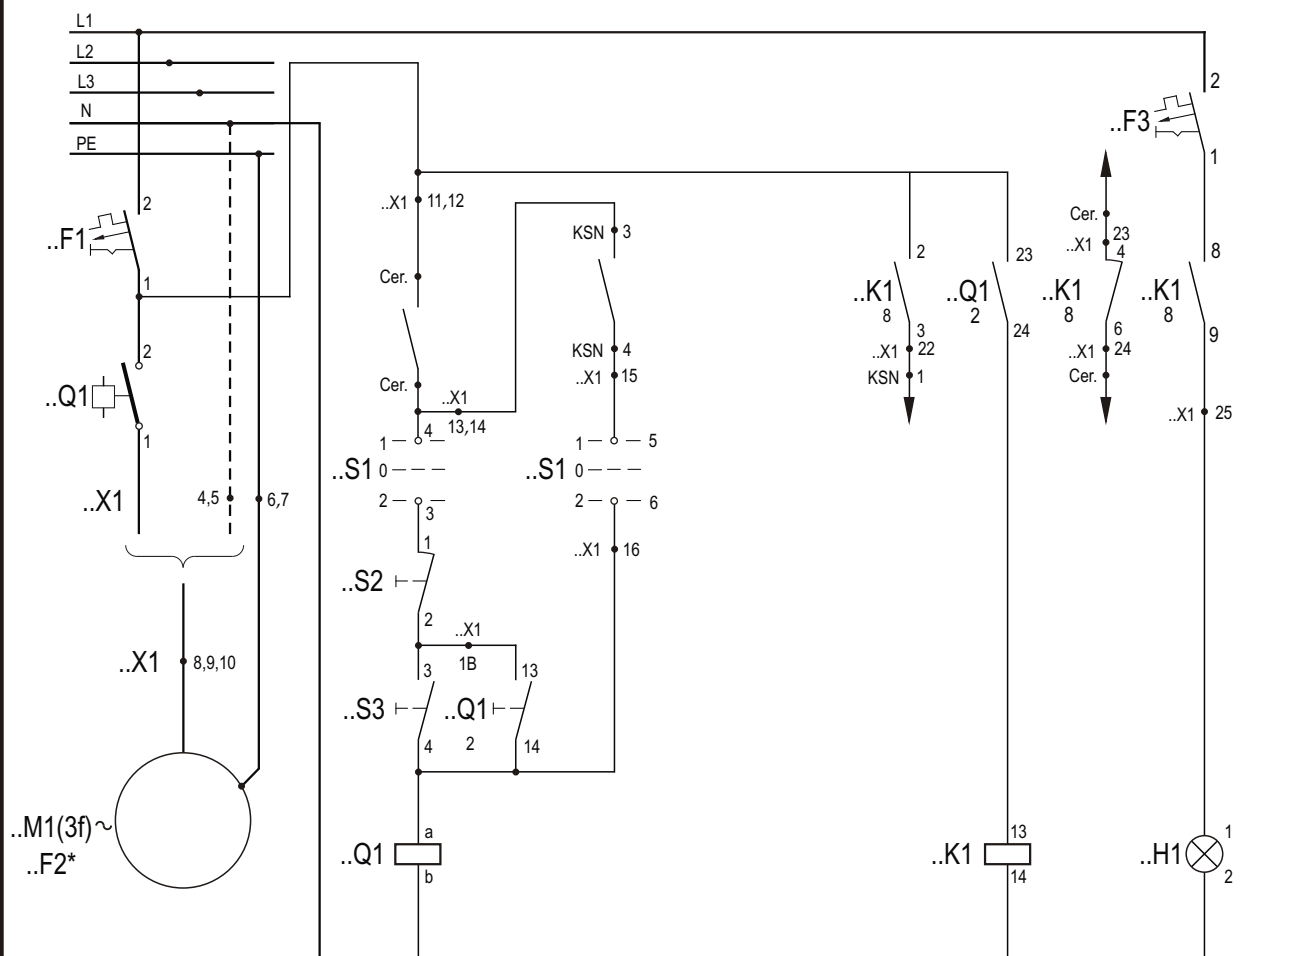 L1
L2
L3
N
PE
2
..F1
1
2
..Q1
1
..X1
4,5
6,7
..X1
8,9,10
..M1(3f)~
..F2*
..X1
11,12
Cer.
Cer.
..X1
13,14
4
1
..S1
0
2
3
1
..S2
2
..X1
1B
3
..S3
4
13
..Q1
2
14
a
..Q1
b
KSN
3
KSN
4
..X1
15
1
5
..S1
0
2
6
..X1
16
2
..K1
8
3
..X1
22
KSN
1
23
..Q1
2
24
13
..K1
14
Cer.
23
..X1
4
..K1
8
6
..X1
24
Cer.
2
..F3
1
8
..K1
8
9
..X1
25
1
..H1
2